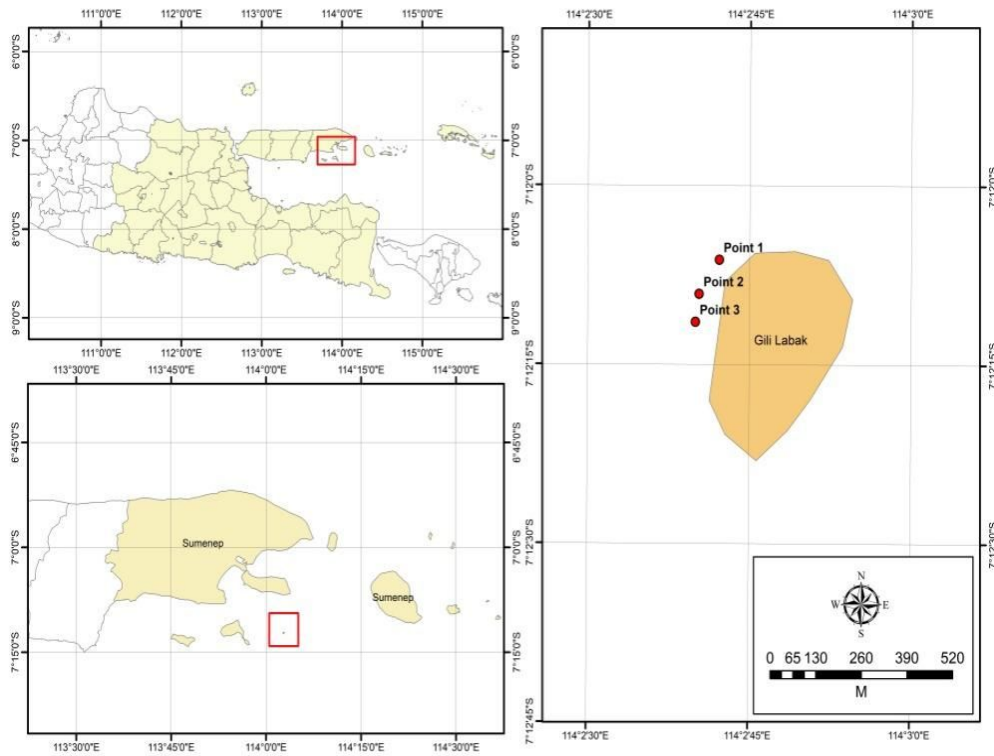 111°0'0"E 112°0'0"E 113°0'0"E 114°0'0"E 115°0'0"E
6°0'0"S 6°0'0"S
7°0'0"S 7°0'0"S
8°0'0"S 8°0'0"S
9°0'0"S 9°0'0"S
111°0'0"E 112°0'0"E 113°0'0"E 114°0'0"E 115°0'0"E
113°30'0"E 113°45'0"E 114°0'0"E 114°15'0"E 114°30'0"E
6°45'0"S 6°45'0"S
Sumenep
7°0'0"S 7°0'0"S
Sumenep
7°15'0"S 7°15'0"S
113°30'0"E 113°45'0"E 114°0'0"E 114°15'0"E 114°30'0"E
114°2'30"E 114°2'45"E 114°3'0"E
7°12'0"S 7°12'0"S
Point 1
Point 2
Point 3
Gili Labak
7°12'15"S 7°12'15"S
7°12'30"S 7°12'30"S
N
W E
S
0 65 130 260 390 520
M
7°12'45"S 7°12'45"S
114°2'30"E 114°2'45"E 114°3'0"E